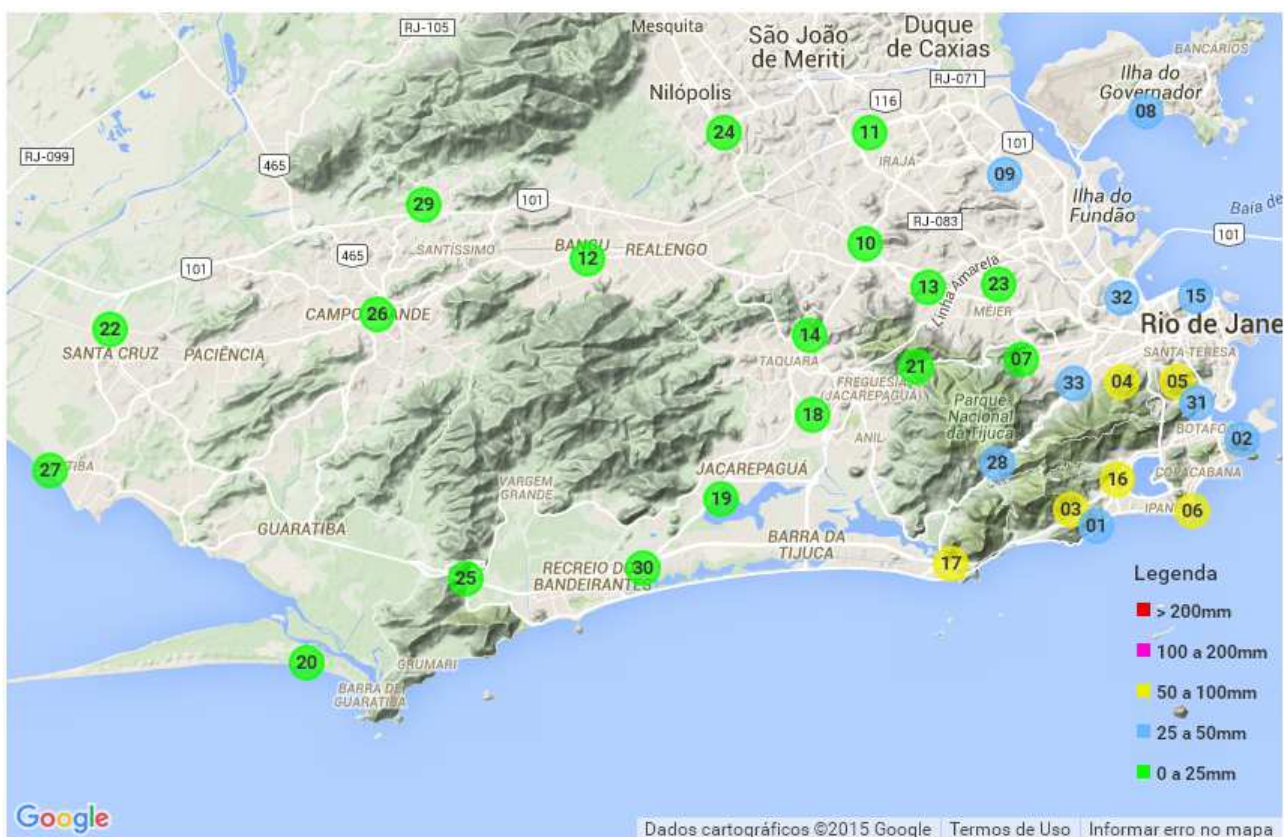 RJ-105
Mesquita
São João
de Meriti
Duque
de Caxias
BANCÁRIOS
RJ-071
Ilha do
Governador
Nilópolis
116
08
24
11
101
RJ-099
465
IRAJÁ
09
29
101
Ilha do
Fundão
RJ-083
Baía de
SANTÍSSIMO
BANGU
REALENGO
10
101
465
12
101
Linha Amarela
13
23
32
15
CAMPO GRANDE
26
MEIER
22
Rio de Jane
SANTA CRUZ
PACIÊNCIA
14
TAQUARA
07
SANTA TERESA
21
FREGUESIA
(JACAREPAGUÁ)
33
04
05
Parque
Nacional
da Tijuca
31
18
ANIL
BOTAFO
02
27
28
JACAREPAGUÁ
COPACABANA
VARGEM
GRANDE
16
19
03
IPAN
06
GUARATIBA
01
BARRA DA
TIJUCA
17
25
RECREIO DOS
BANDEIRANTES
30
Legenda
> 200mm
100 a 200mm
20
GRUMARI
50 a 100mm
BARRA DE
GUARATIBA
25 a 50mm
0 a 25mm
Google
Dados cartográficos ©2015 Google
Termos de Uso
Informar erro no mapa